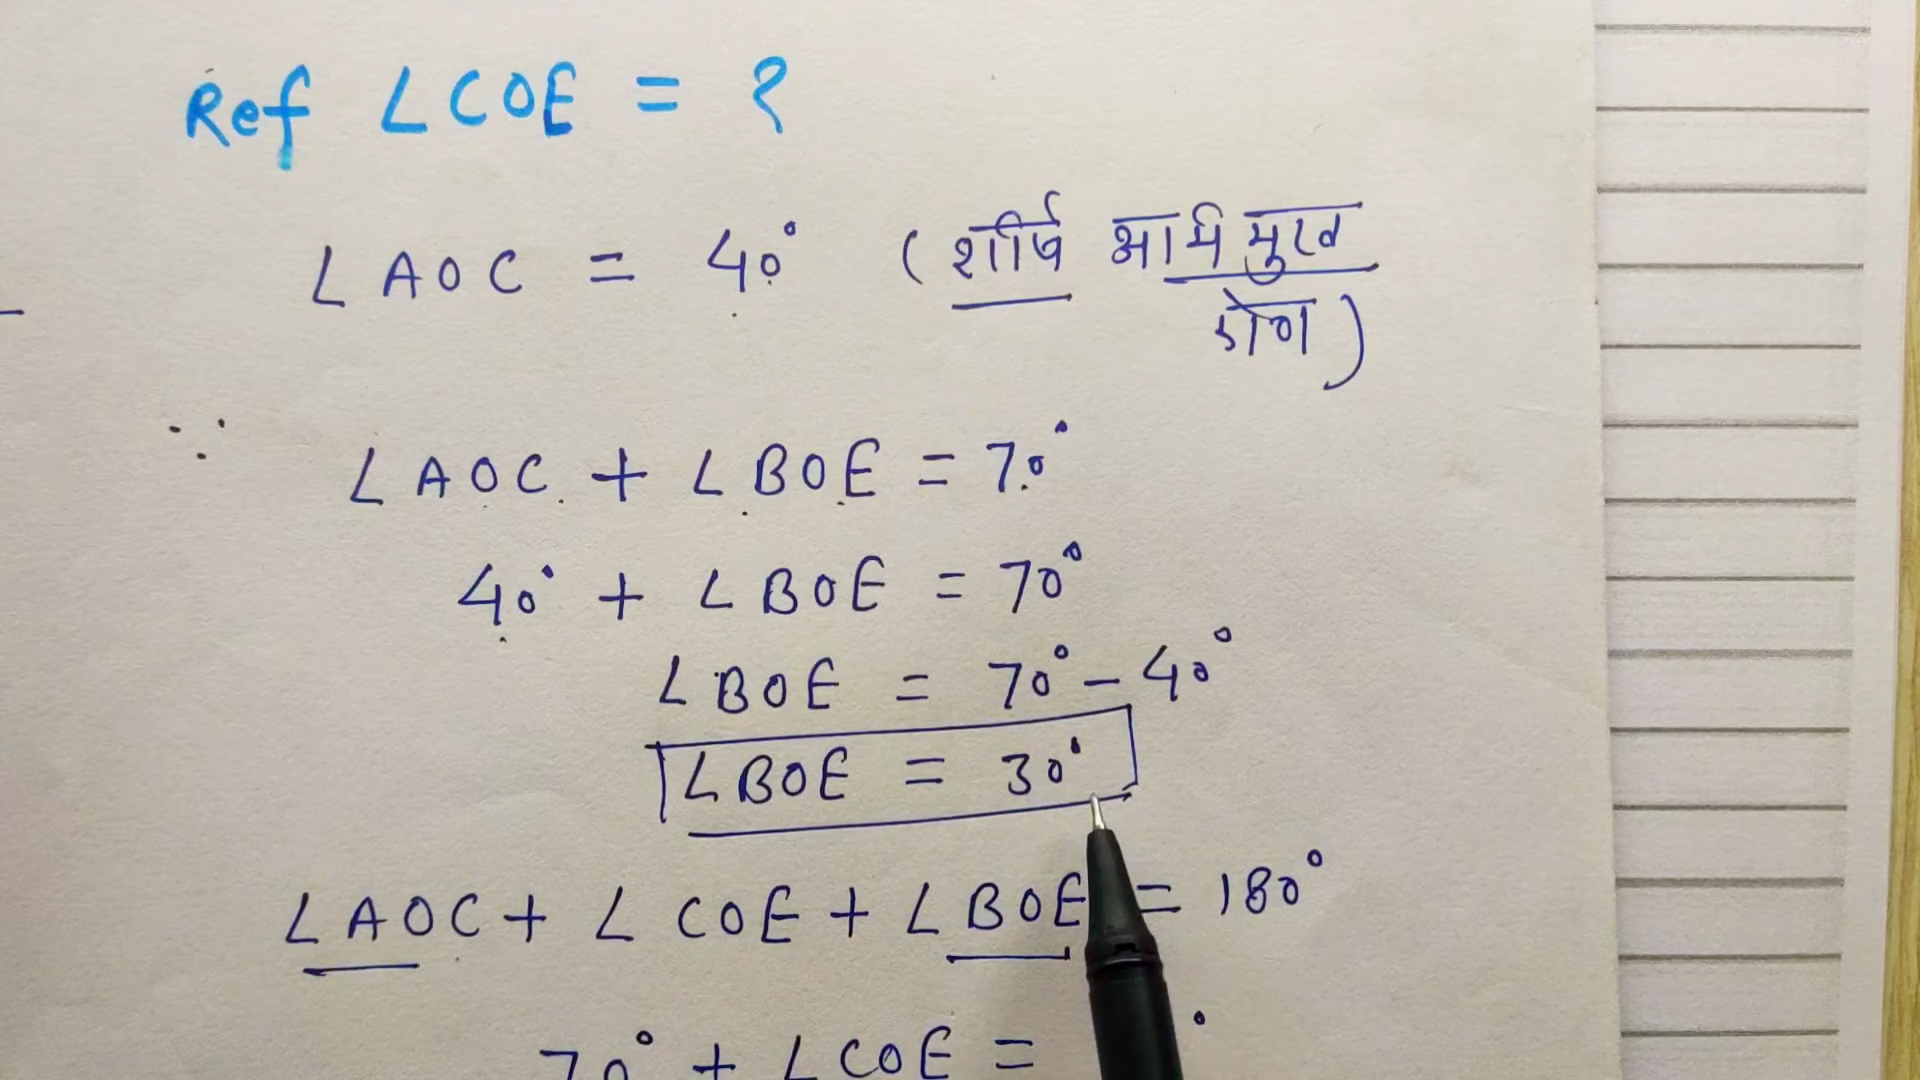 Ref ∠COE = ?
∠AOC = 40° (शीर्ष भाभि मुख
कोण)
∵
∠AOC + ∠BOE = 70°
40° + ∠BOE = 70°
∠BOE = 70° - 40°
∠BOE = 30°
∠AOC + ∠COE + ∠BOE = 180°
70° + ∠COE =